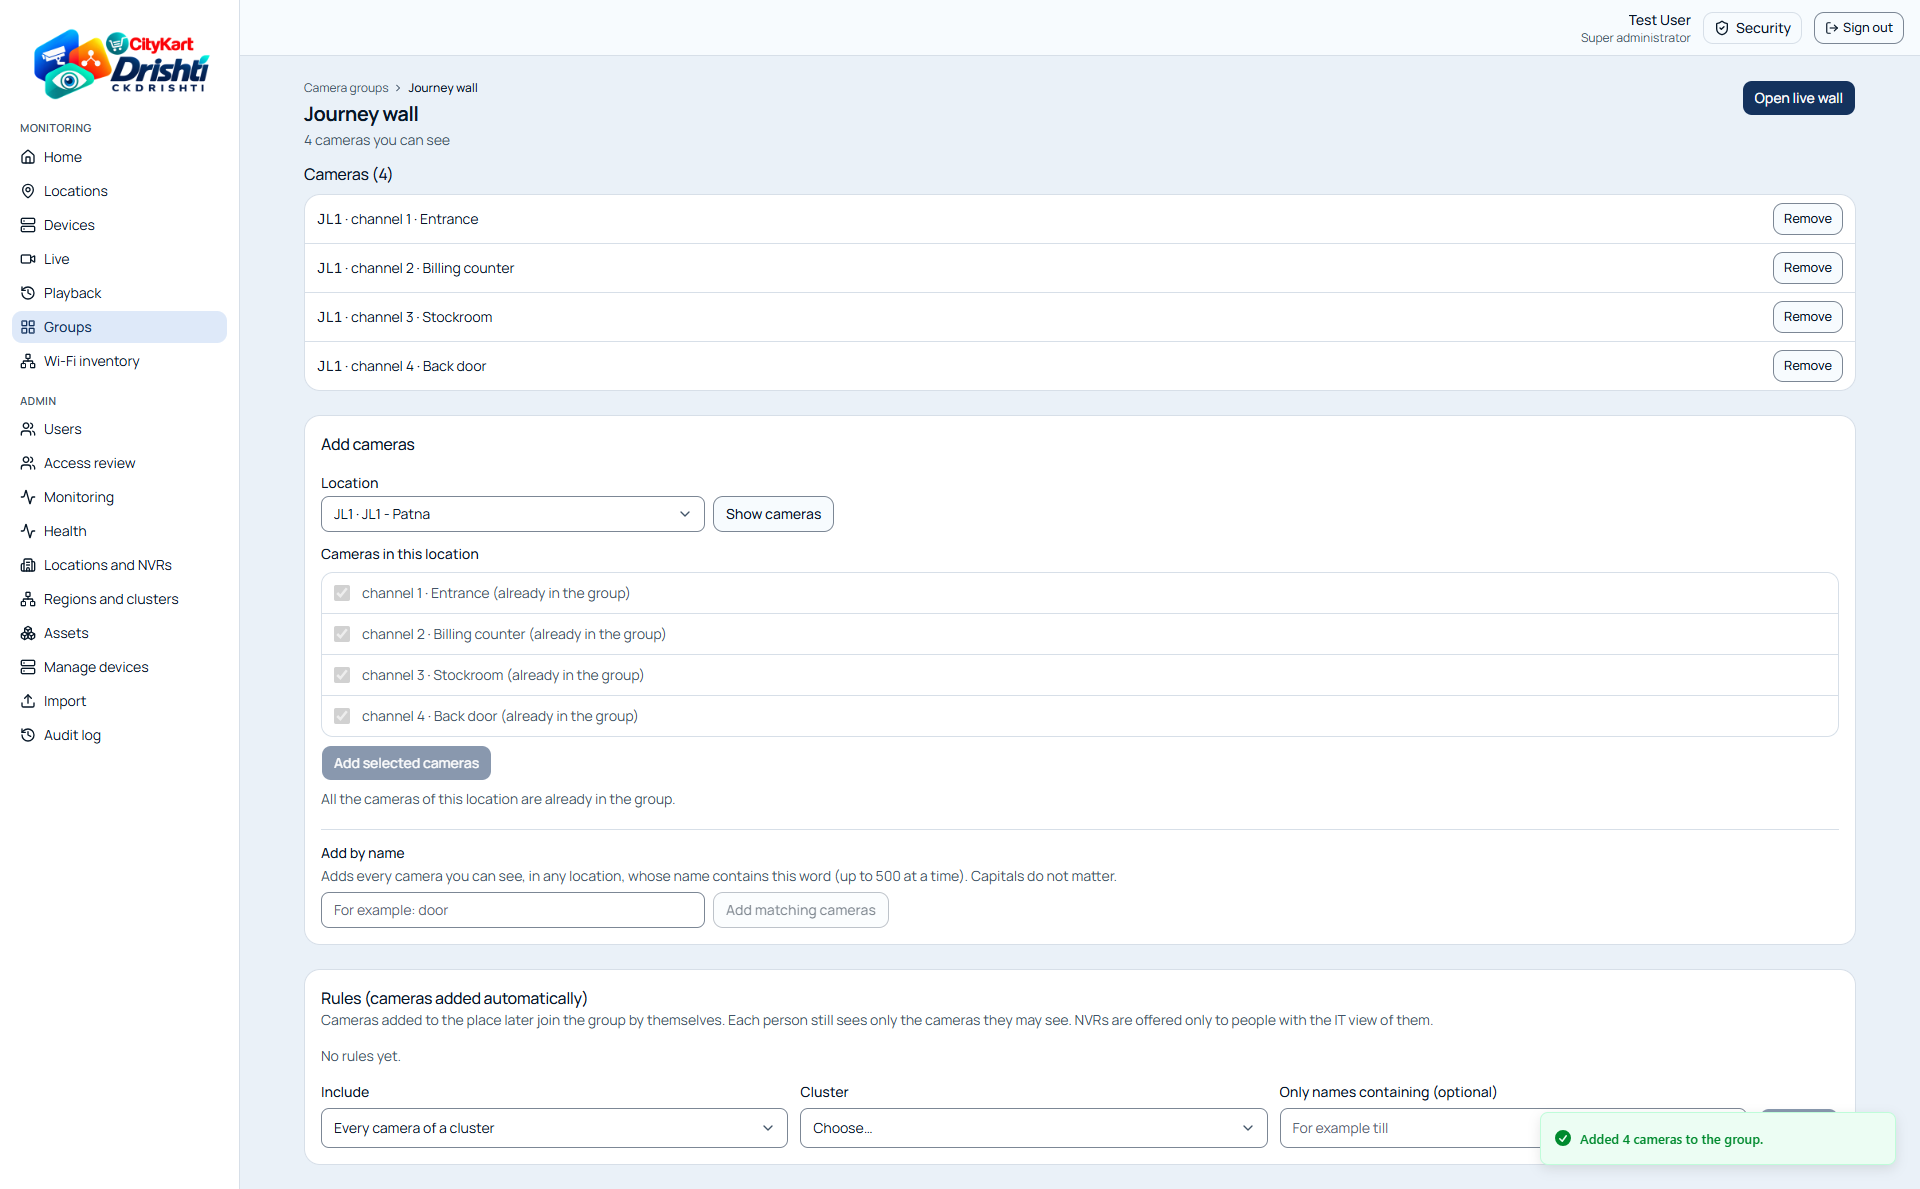 CityKart
Drishti
CKDRISHTI
MONITORING
Home
Locations
Devices
Live
Playback
Groups
Wi-Fi inventory
ADMIN
Users
Access review
Monitoring
Health
Locations and NVRs
Regions and clusters
Assets
Manage devices
Import
Audit log
Test User
Super administrator
Security
Sign out
Camera groups > Journey wall
Journey wall
4 cameras you can see
Open live wall
Cameras (4)
JL1 · channel 1 · Entrance
Remove
JL1 · channel 2 · Billing counter
Remove
JL1 · channel 3 · Stockroom
Remove
JL1 · channel 4 · Back door
Remove
Add cameras
Location
JL1 · JL1 - Patna
Show cameras
Cameras in this location
channel 1 · Entrance (already in the group)
channel 2 · Billing counter (already in the group)
channel 3 · Stockroom (already in the group)
channel 4 · Back door (already in the group)
Add selected cameras
All the cameras of this location are already in the group.
Add by name
Adds every camera you can see, in any location, whose name contains this word (up to 500 at a time). Capitals do not matter.
For example: door
Add matching cameras
Rules (cameras added automatically)
Cameras added to the place later join the group by themselves. Each person still sees only the cameras they may see. NVRs are offered only to people with the IT view of them.
No rules yet.
Include
Cluster
Only names containing (optional)
Every camera of a cluster
Choose...
For example till
Added 4 cameras to the group.